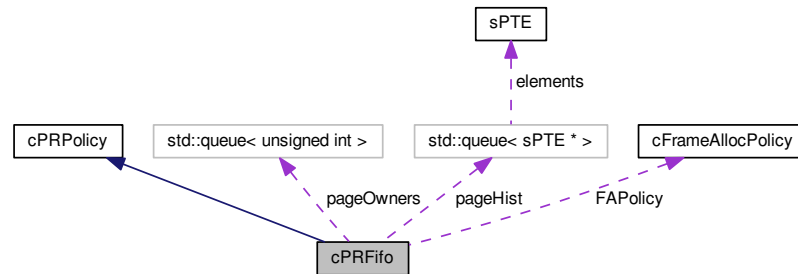 sPTE
elements
cPRPolicy
std::queue< unsigned int >
std::queue< sPTE * >
cFrameAllocPolicy
pageOwners
pageHist
FAPolicy
cPRFifo